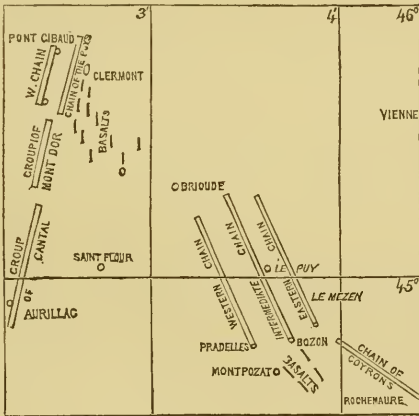 3'
4'
46°
PONT GIBAUD
W. CHAIN
CHAIN OF THE PUYS
CLERMONT
BASALTS
VIENNE
GROUP OF
MONT DOR
BRIOUDE
GROUP
OF
CANTAL
SAINT FLOUR
WESTERN CHAIN
INTERMEDIATE CHAIN
EASTERN CHAIN
LE PUY
45°
LE MEZEN
AURILLAG
PRADELLES
BOZON
MONTPOZATO
BASALTS
CHAIN OF
COYRONS
ROCHEMAURE